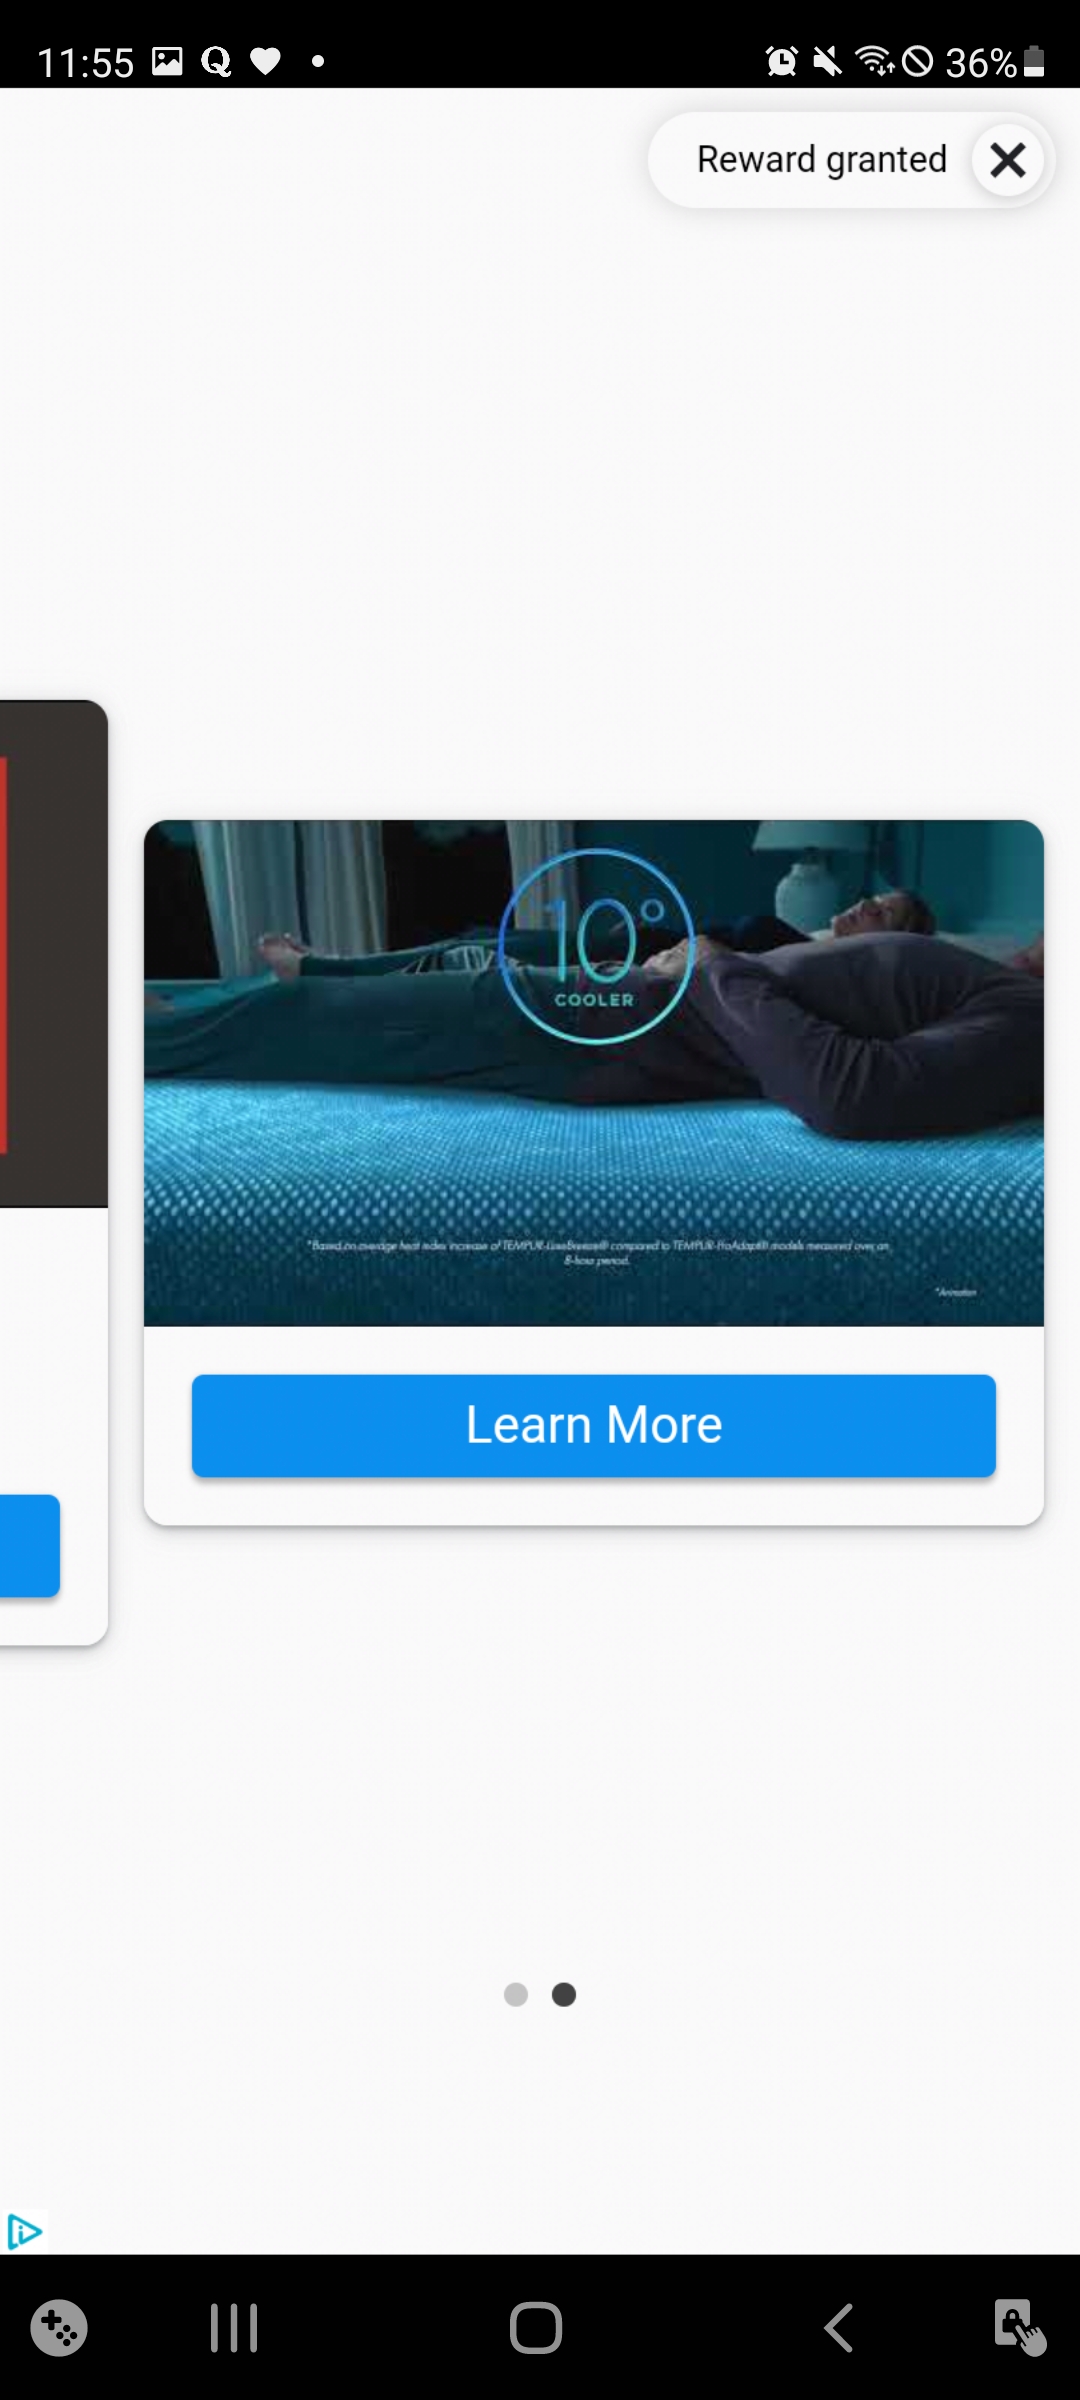 11:55
36%
Reward granted
10°
COOLER
*Based on average heat index increase of TEMPUR-LuxeBreeze® compared to TEMPUR-ProAdapt® models measured over an
8-hour period.
*Animation
Learn More